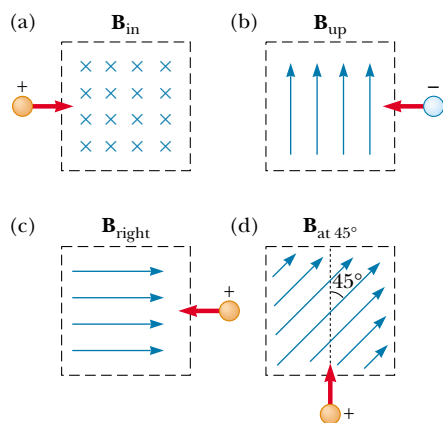 (a) B_in
+
(b) B_up
−
(c) B_right
+
(d) B_at 45°
45°
+